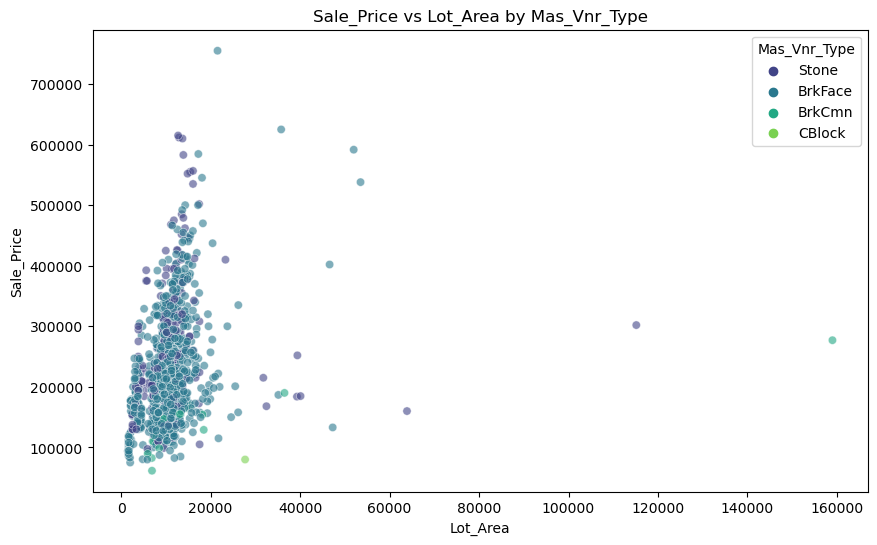 Sale_Price vs Lot_Area by Mas_Vnr_Type
Mas_Vnr_Type
Stone
BrkFace
BrkCmn
CBlock
Sale_Price
700000
600000
500000
400000
300000
200000
100000
0 20000 40000 60000 80000 100000 120000 140000 160000
Lot_Area